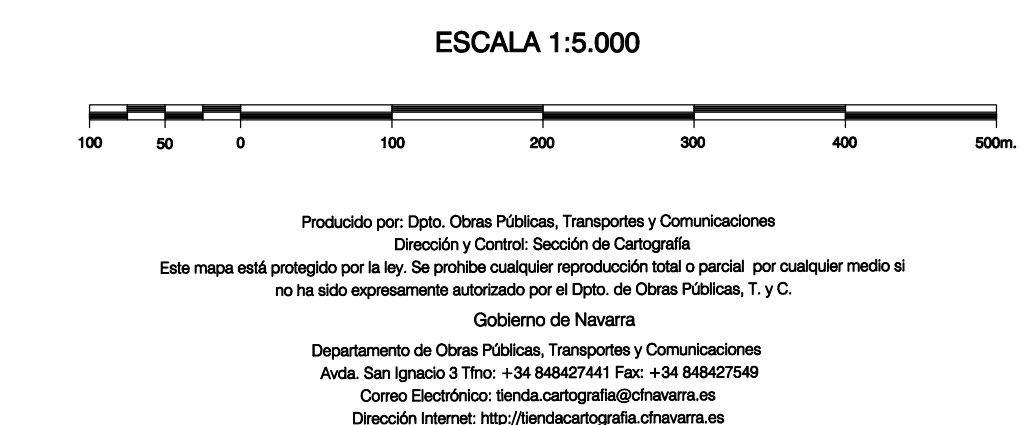 ESCALA 1:5.000
100 50 0 100 200 300 400 500m.
Producido por: Dpto. Obras Públicas, Transportes y Comunicaciones
Dirección y Control: Sección de Cartografía
Este mapa está protegido por la ley. Se prohibe cualquier reproducción total o parcial por cualquier medio si
no ha sido expresamente autorizado por el Dpto. de Obras Públicas, T. y C.
Gobierno de Navarra
Departamento de Obras Públicas, Transportes y Comunicaciones
Avda. San Ignacio 3 Tfno: +34 848427441 Fax: +34 848427549
Correo Electrónico: tienda.cartografia@cfnavarra.es
Dirección Internet: http://tiendacartografia.cfnavarra.es